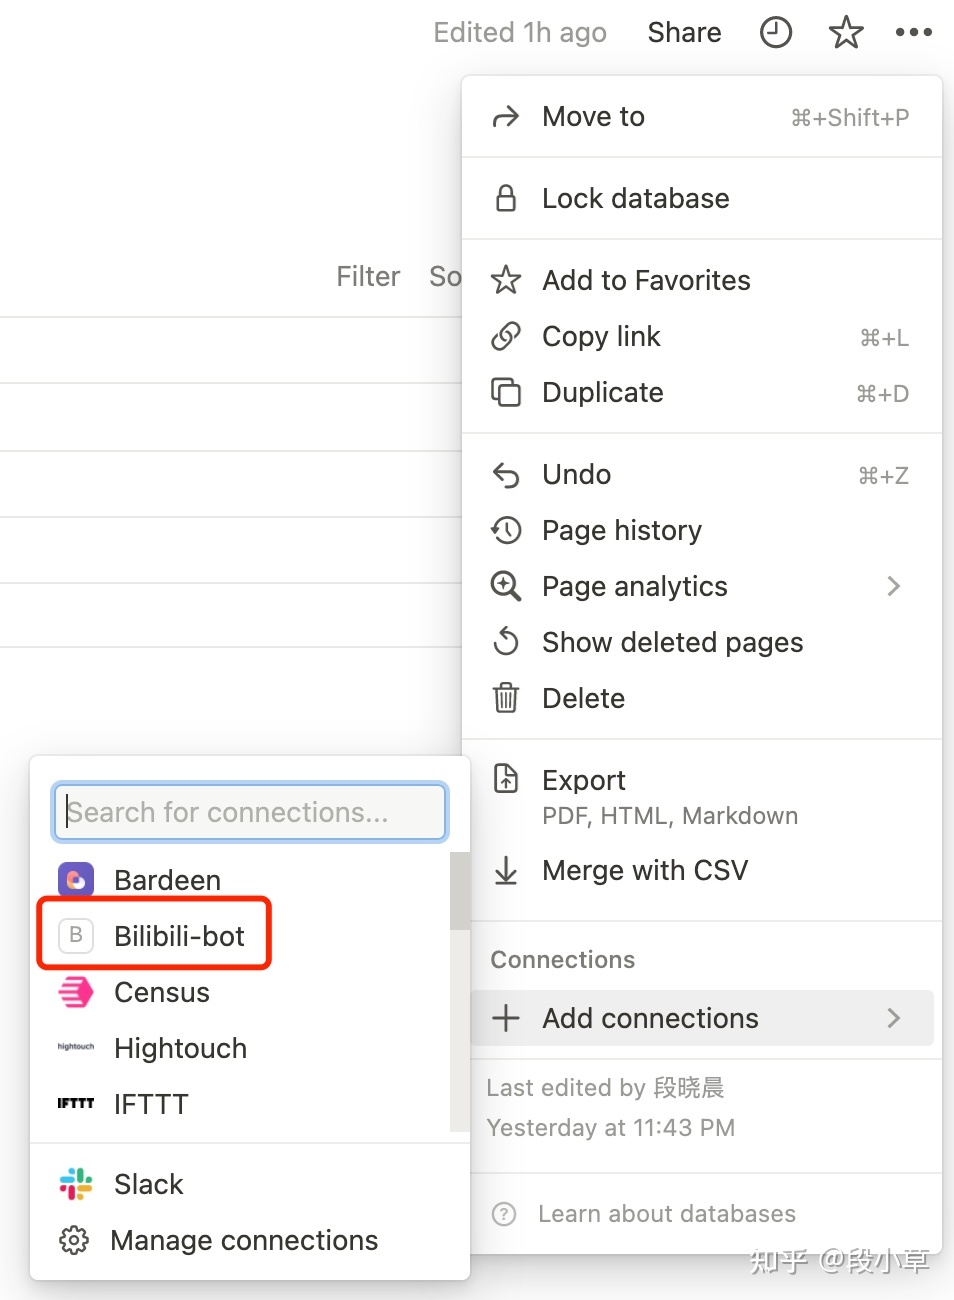 Edited 1h ago Share
Move to ⌘+Shift+P
Lock database
Filter So
Add to Favorites
Copy link ⌘+L
Duplicate ⌘+D
Undo ⌘+Z
Page history
Page analytics
Show deleted pages
Delete
Export
PDF, HTML, Markdown
Merge with CSV
Connections
Add connections
Last edited by 段晓晨
Yesterday at 11:43 PM
Learn about databases
Search for connections...
Bardeen
B Bilibili-bot
Census
hightouch Hightouch
IFTTT IFTTT
Slack
Manage connections
知乎 @段小草